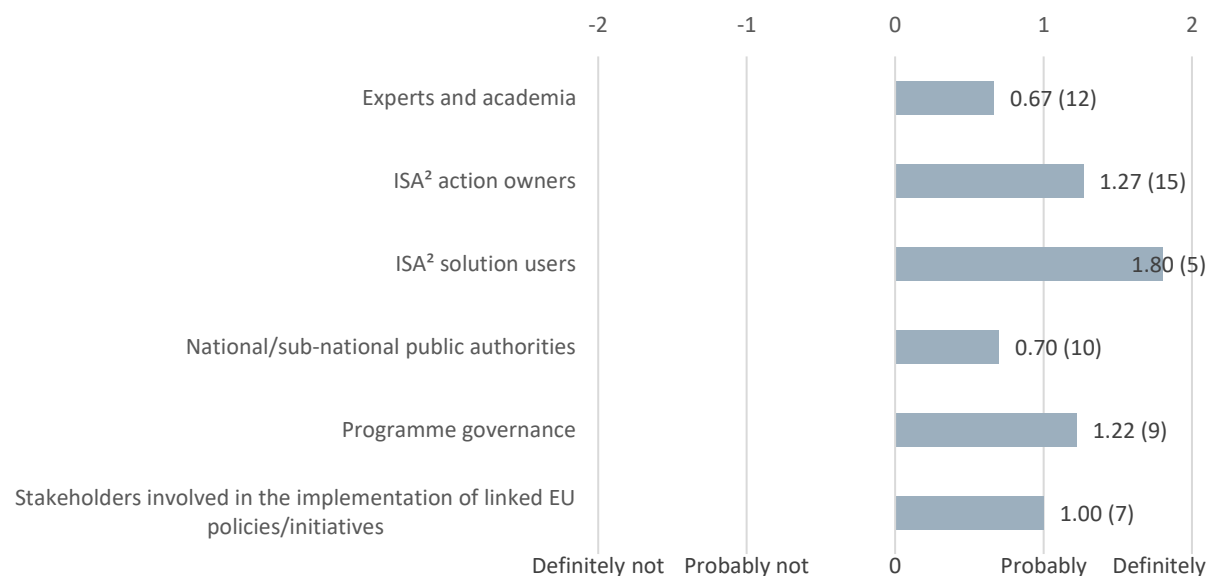 -2 -1 0 1 2
Experts and academia 0.67 (12)
ISA² action owners 1.27 (15)
ISA² solution users 1.80 (5)
National/sub-national public authorities 0.70 (10)
Programme governance 1.22 (9)
Stakeholders involved in the implementation of linked EU
policies/initiatives 1.00 (7)
Definitely not Probably not 0 Probably Definitely